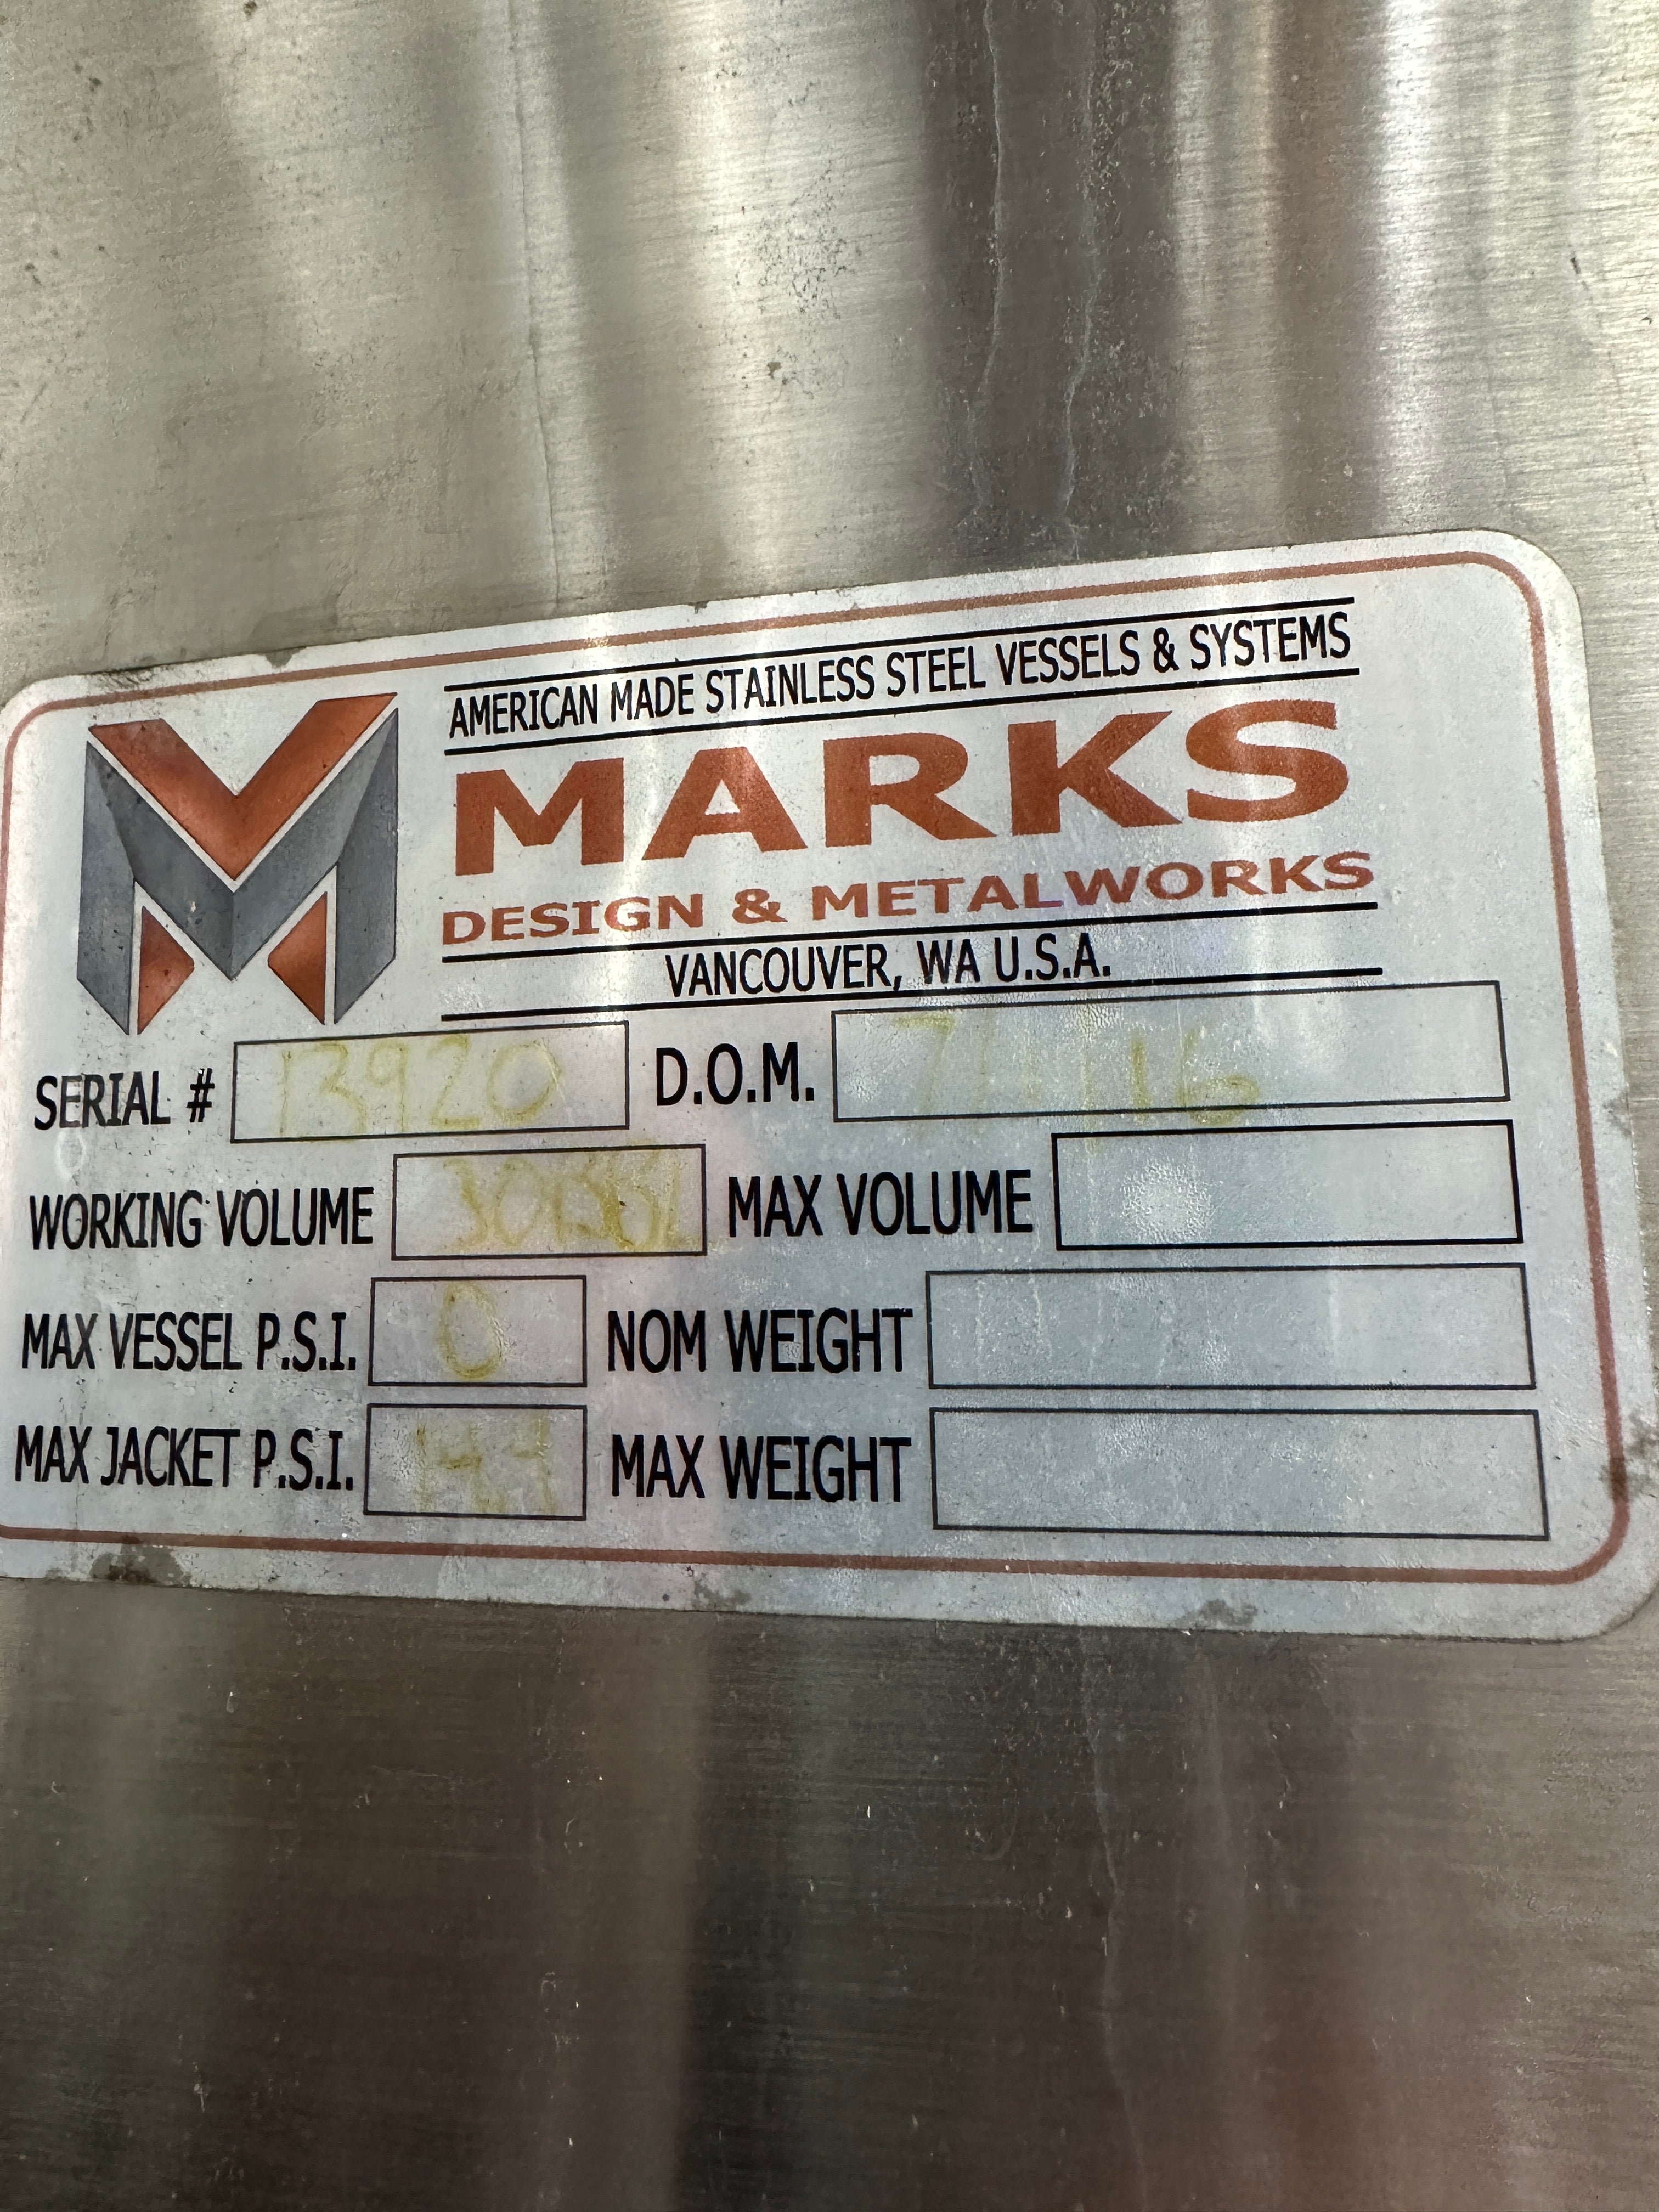 AMERICAN MADE STAINLESS STEEL VESSELS & SYSTEMS
MARKS
DESIGN & METALWORKS
VANCOUVER, WA U.S.A.
SERIAL # 13920 D.O.M.
WORKING VOLUME 30BBL MAX VOLUME
MAX VESSEL P.S.I. 0 NOM WEIGHT
MAX JACKET P.S.I. MAX WEIGHT